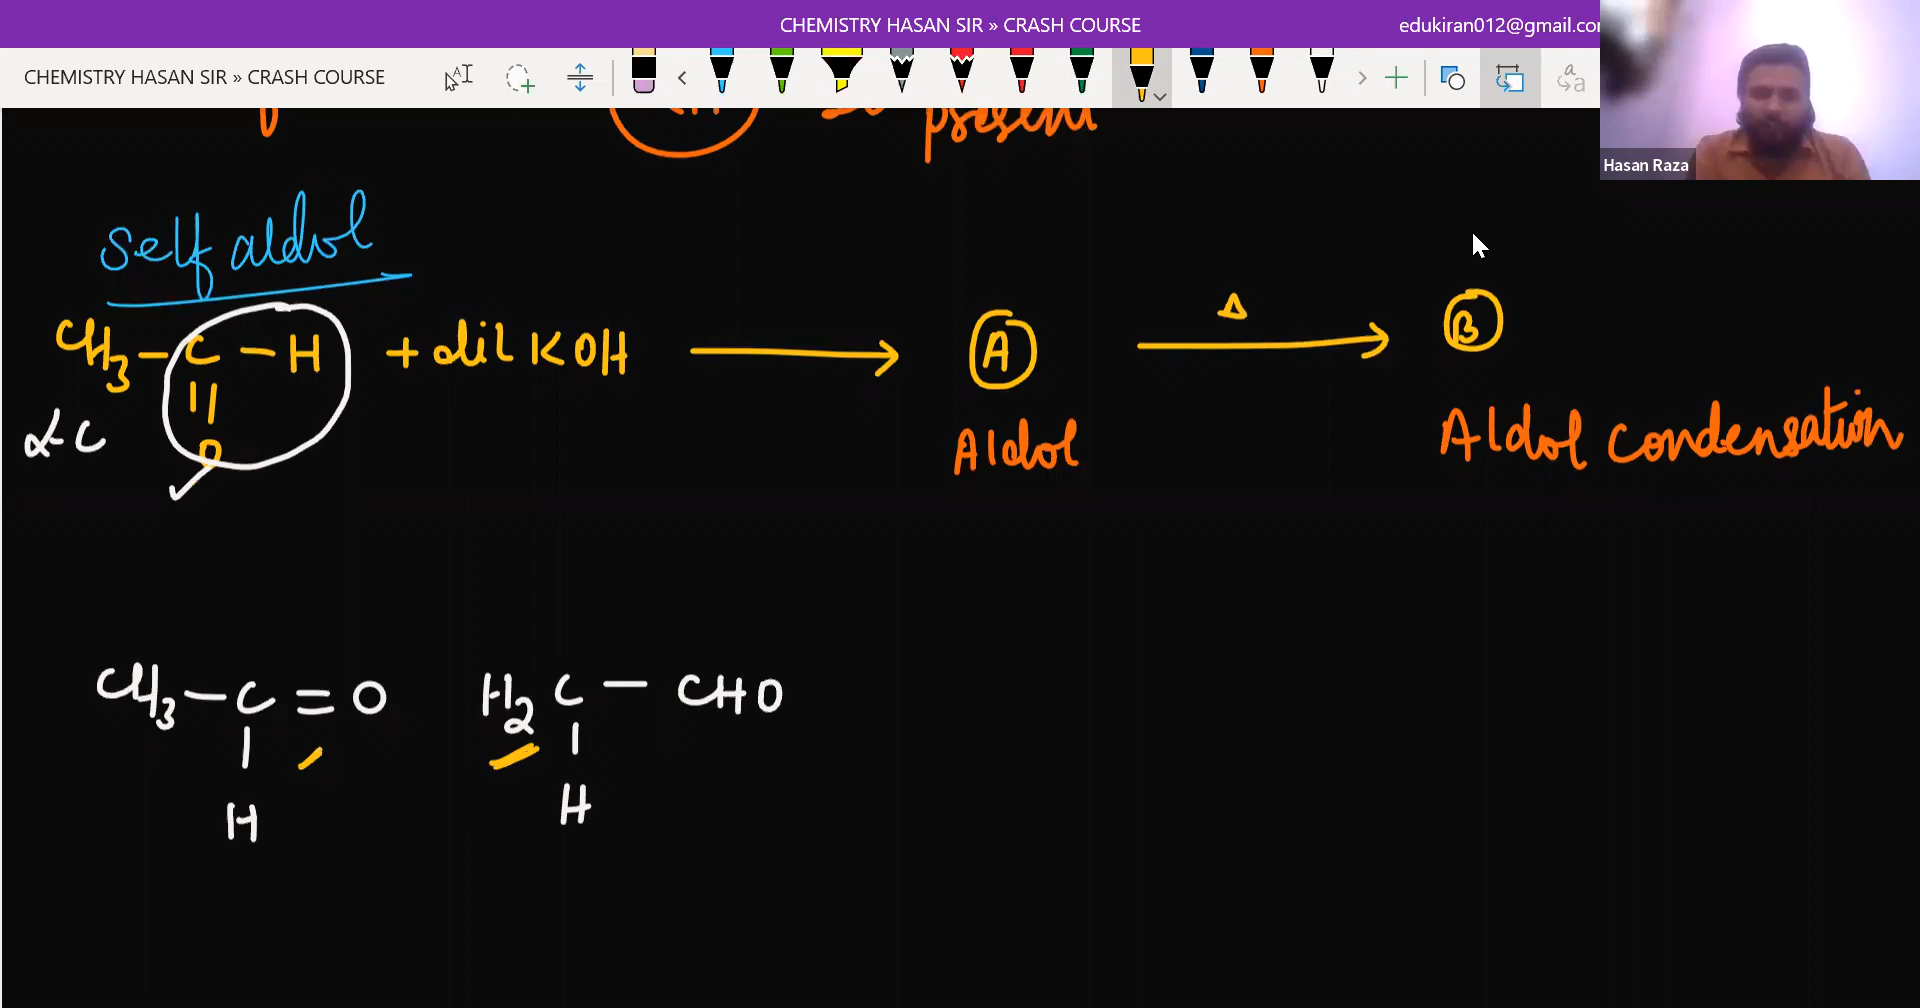 CHEMISTRY HASAN SIR » CRASH COURSE
edukiran012@gmail.co
CHEMISTRY HASAN SIR » CRASH COURSE
Hasan Raza
present
Self aldol
CH3 – C – H + dil KOH A Δ B
O
αC Aldol Aldol condensation
CH3 – C = O H2C – CHO
H H